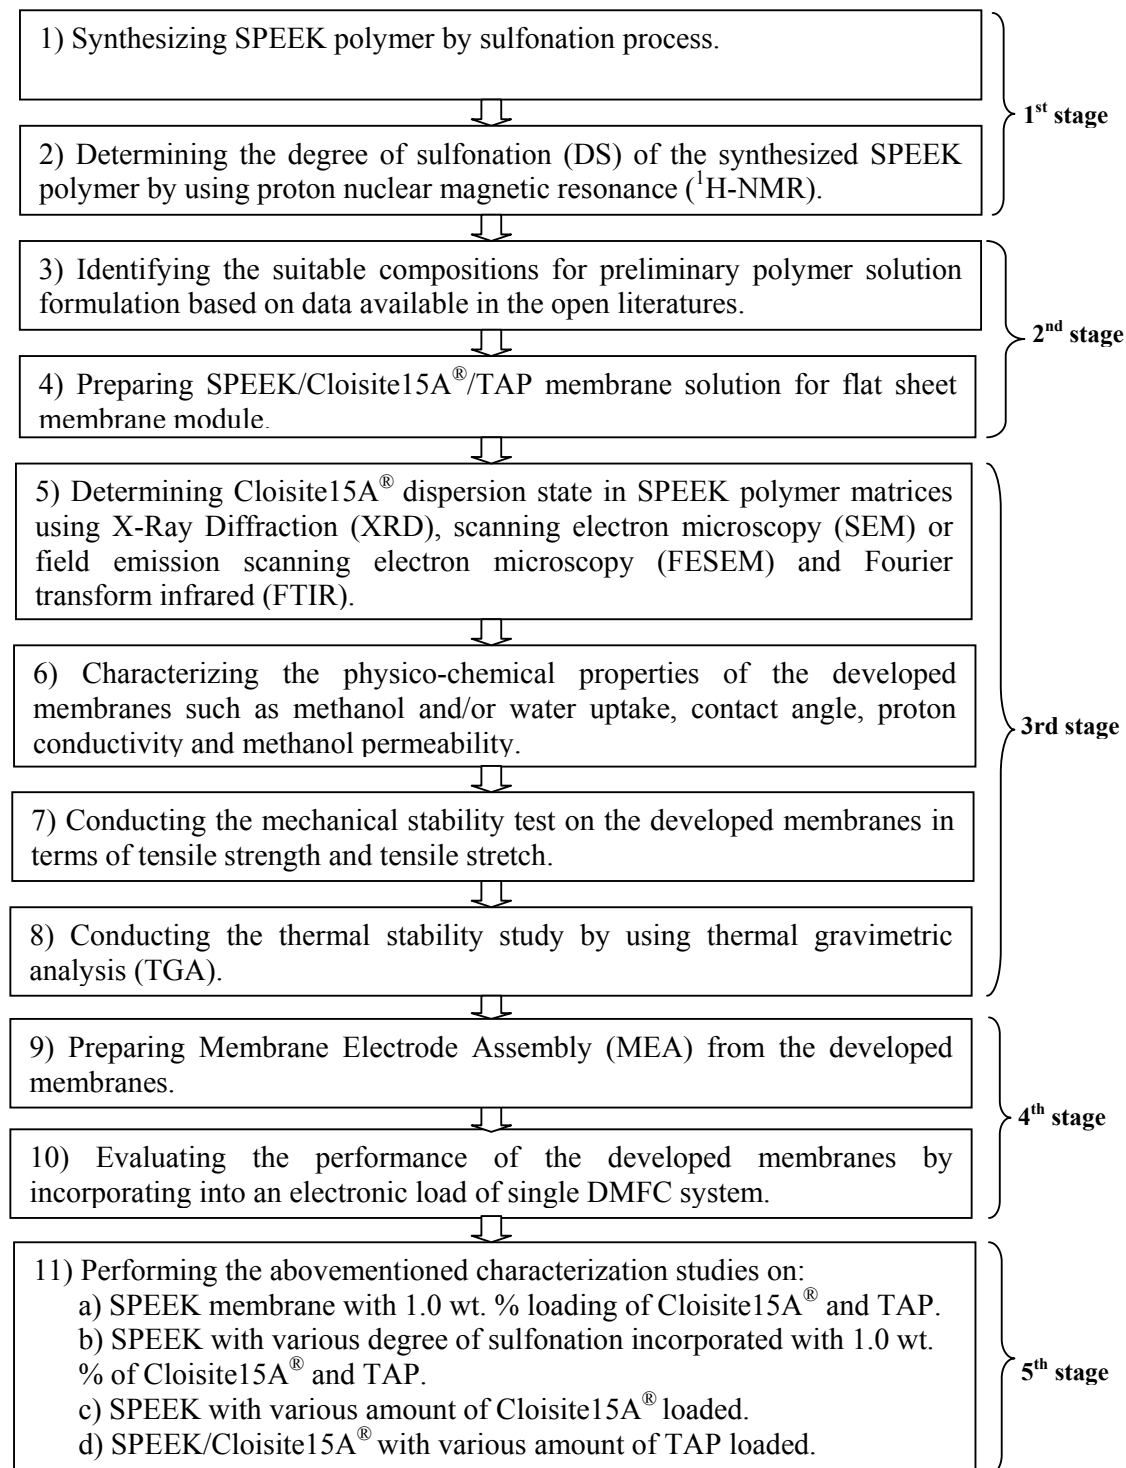 1) Synthesizing SPEEK polymer by sulfonation process.
1st stage
2) Determining the degree of sulfonation (DS) of the synthesized SPEEK
polymer by using proton nuclear magnetic resonance (¹H-NMR).
3) Identifying the suitable compositions for preliminary polymer solution
formulation based on data available in the open literatures.
2nd stage
4) Preparing SPEEK/Cloisite15A®/TAP membrane solution for flat sheet
membrane module.
5) Determining Cloisite15A® dispersion state in SPEEK polymer matrices
using X-Ray Diffraction (XRD), scanning electron microscopy (SEM) or
field emission scanning electron microscopy (FESEM) and Fourier
transform infrared (FTIR).
6) Characterizing the physico-chemical properties of the developed
membranes such as methanol and/or water uptake, contact angle, proton
conductivity and methanol permeability.
3rd stage
7) Conducting the mechanical stability test on the developed membranes in
terms of tensile strength and tensile stretch.
8) Conducting the thermal stability study by using thermal gravimetric
analysis (TGA).
9) Preparing Membrane Electrode Assembly (MEA) from the developed
membranes.
4th stage
10) Evaluating the performance of the developed membranes by
incorporating into an electronic load of single DMFC system.
11) Performing the abovementioned characterization studies on:
a) SPEEK membrane with 1.0 wt. % loading of Cloisite15A® and TAP.
b) SPEEK with various degree of sulfonation incorporated with 1.0 wt.
% of Cloisite15A® and TAP.
5th stage
c) SPEEK with various amount of Cloisite15A® loaded.
d) SPEEK/Cloisite15A® with various amount of TAP loaded.